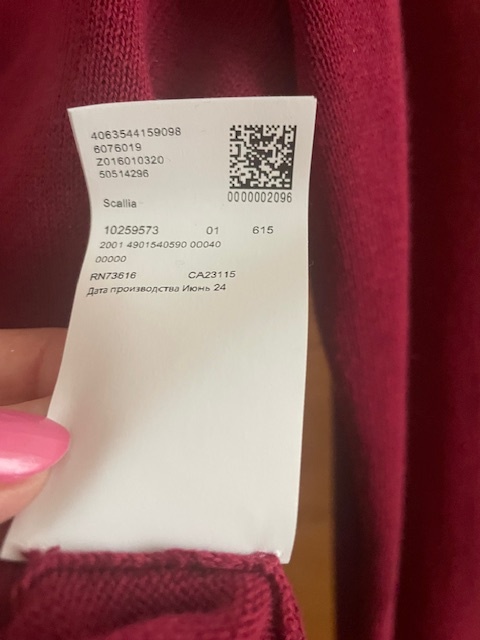 4063544159098
6076019
Z016010320
50514296
0000002096
Scallia
10259573 01 615
2001 4901540590 00040
00000
RN73616 CA23115
Дата производства Июнь 24